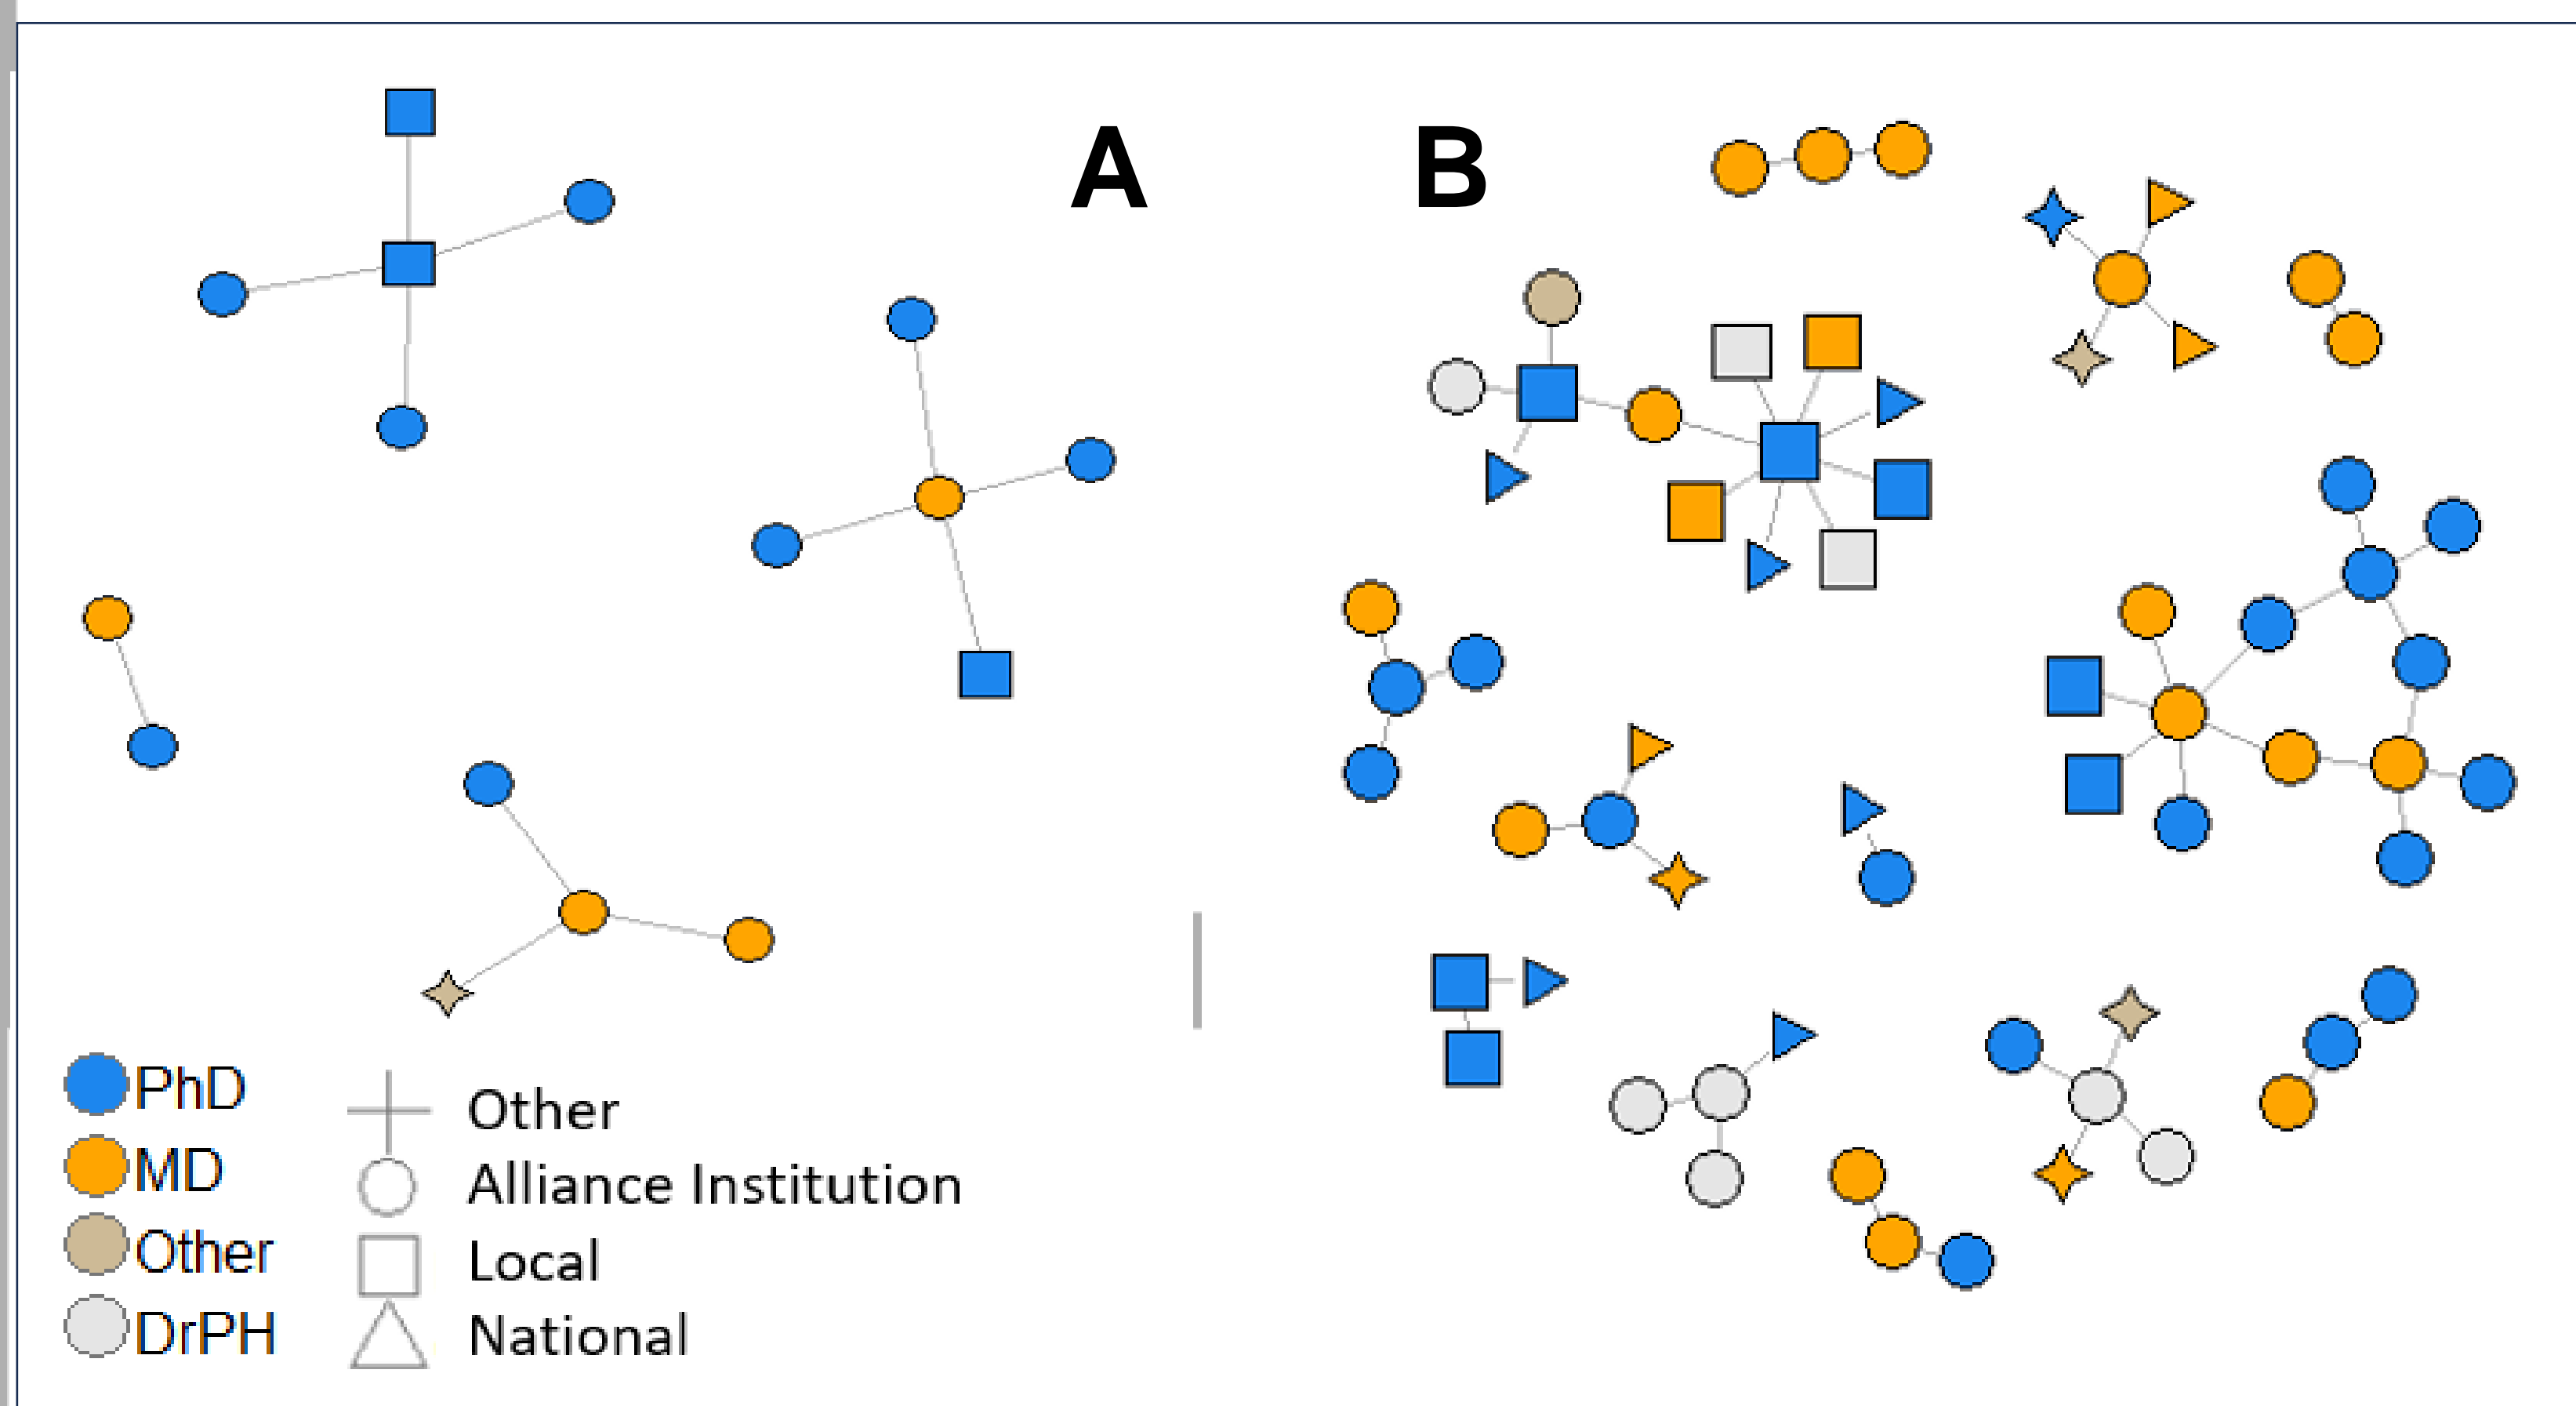 A
B
PhD
MD
Other
DrPH
Other
Alliance Institution
Local
National